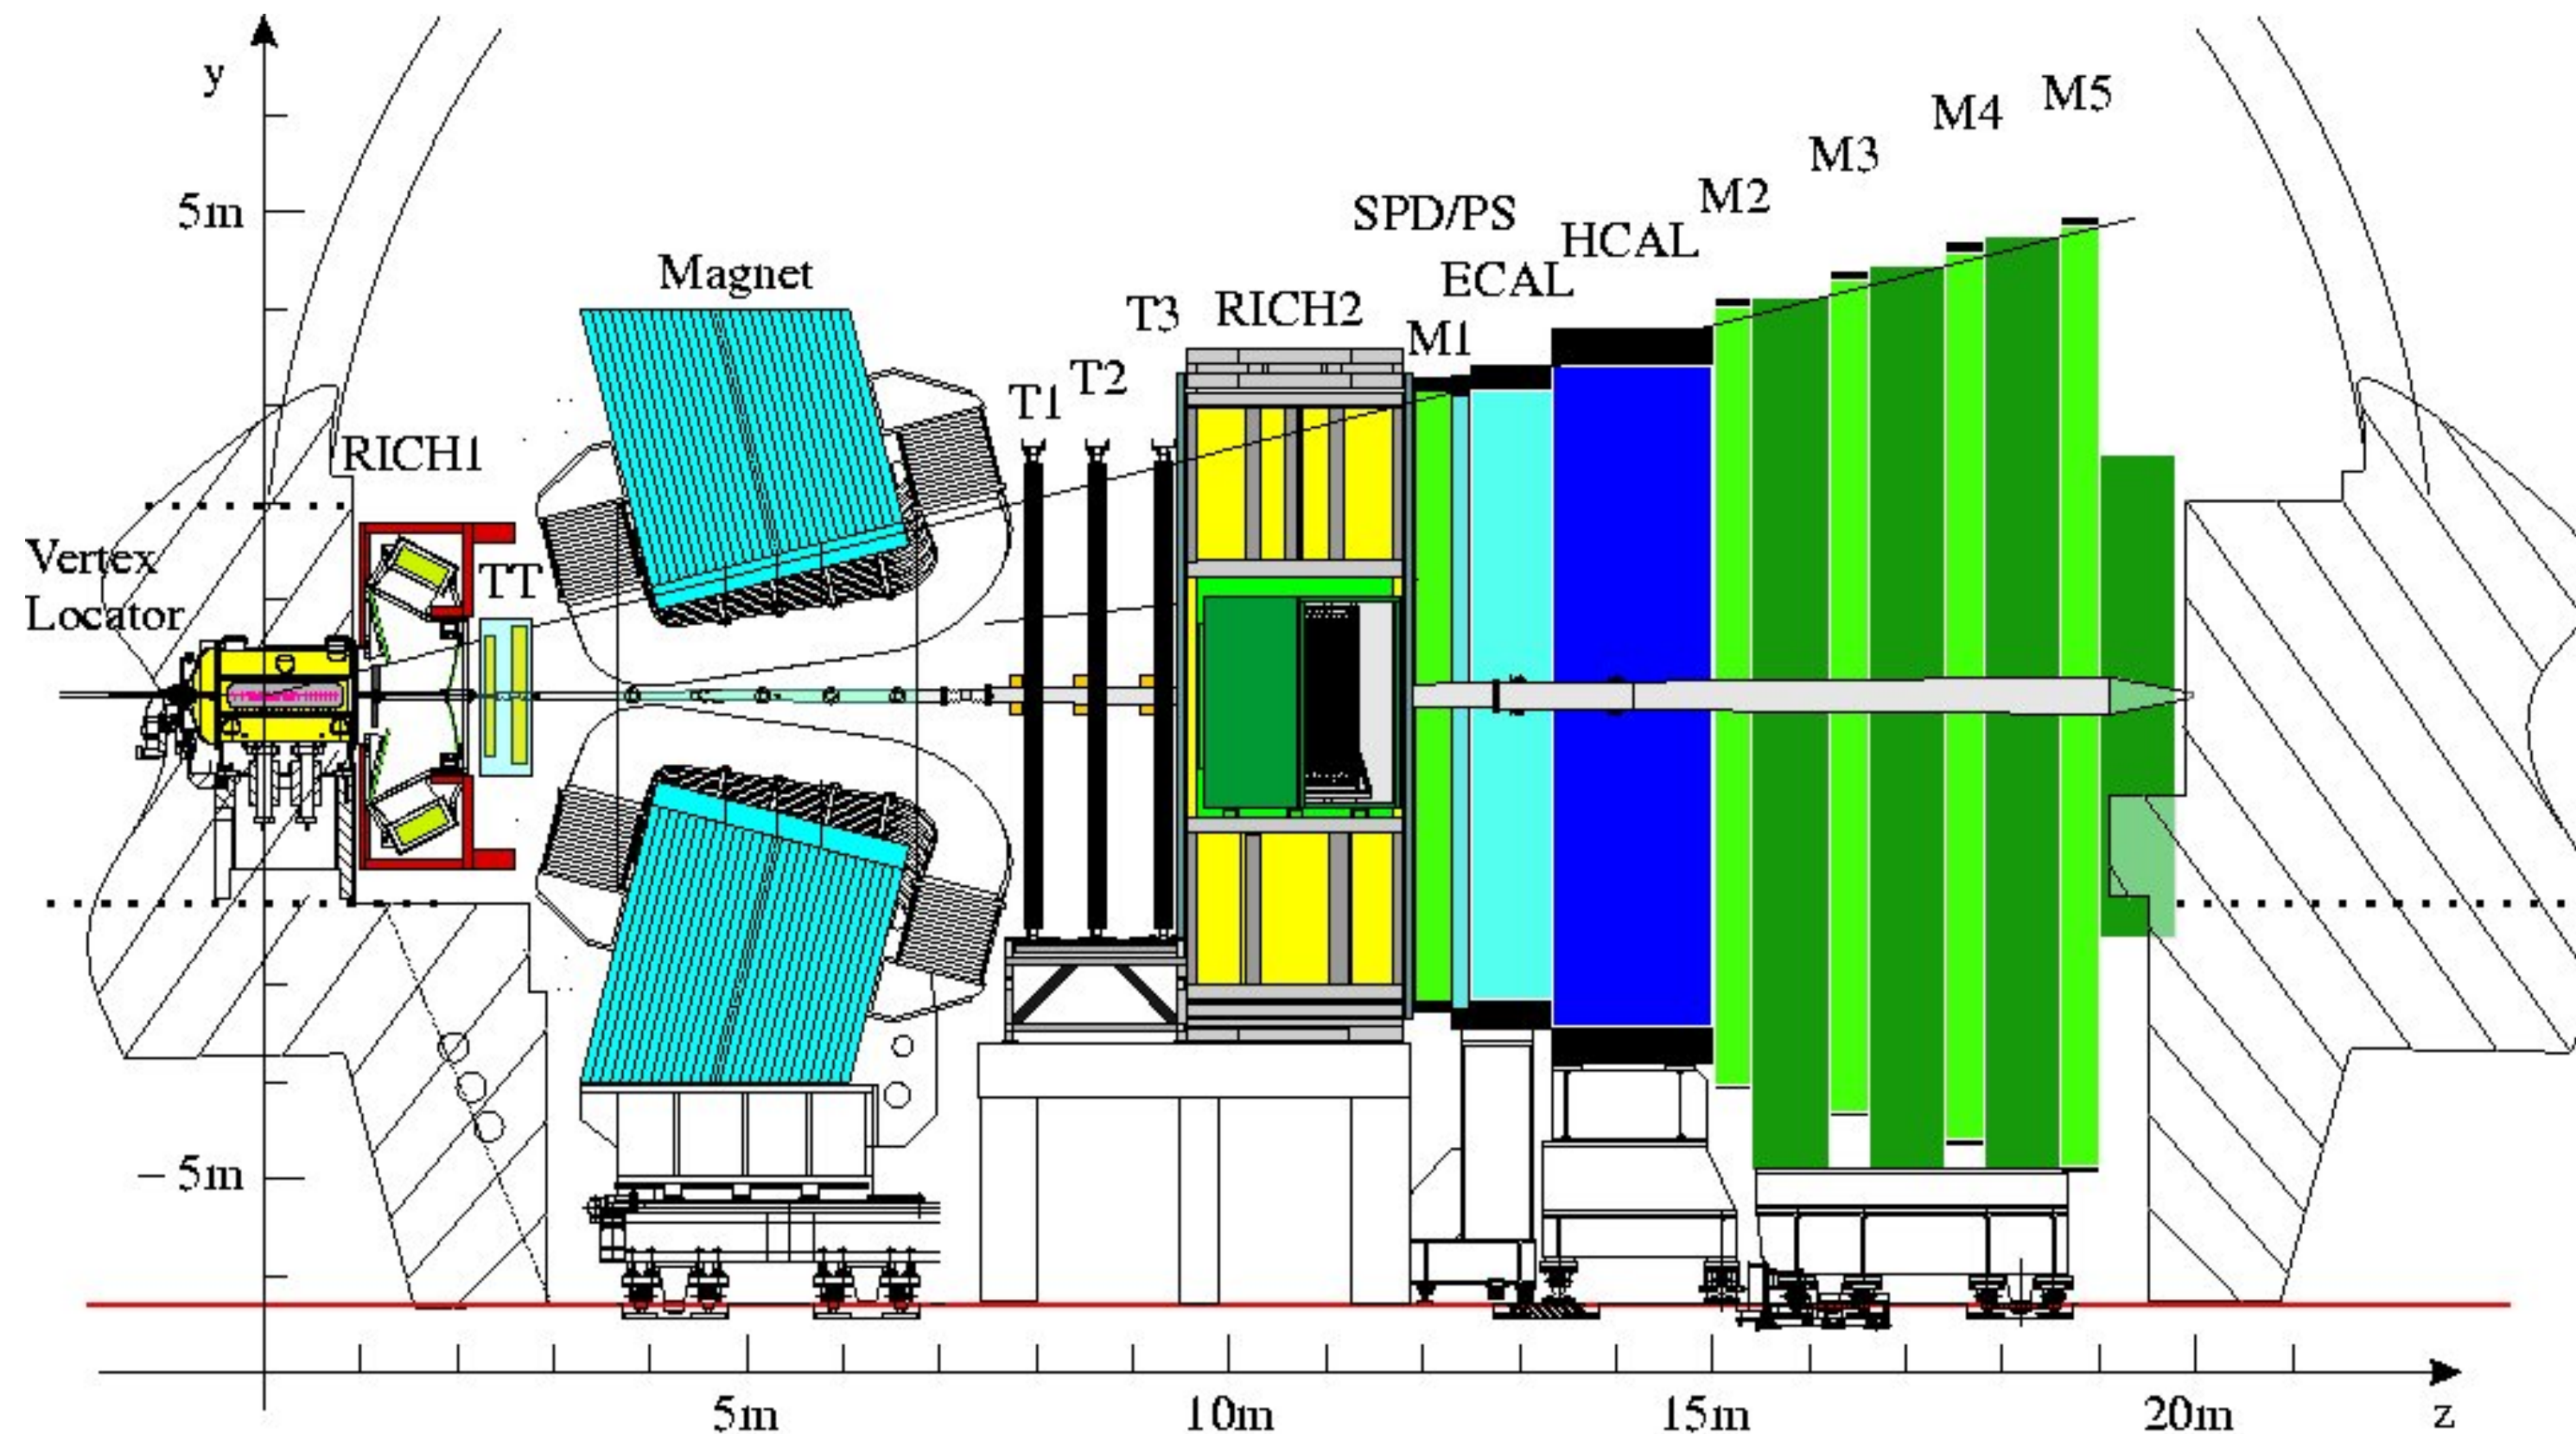 y
5m
Vertex
Locator
RICH1
TT
Magnet
T1
T2
T3
RICH2
M1
SPD/PS
ECAL
HCAL
M2
M3
M4
M5
– 5m
5m
10m
15m
20m
z